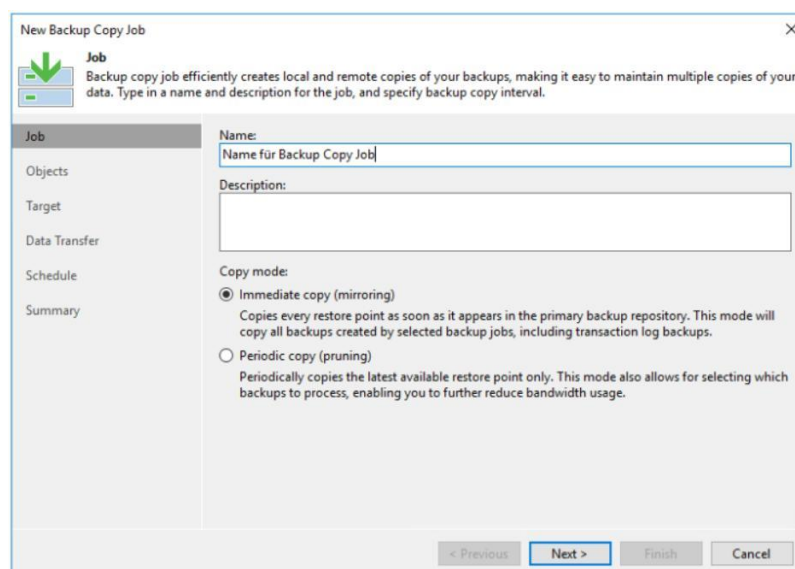 New Backup Copy Job
Job
Backup copy job efficiently creates local and remote copies of your backups, making it easy to maintain multiple copies of your
data. Type in a name and description for the job, and specify backup copy interval.
Job
Objects
Target
Data Transfer
Schedule
Summary
Name:
Name für Backup Copy Job
Description:
Copy mode:
Immediate copy (mirroring)
Copies every restore point as soon as it appears in the primary backup repository. This mode will
copy all backups created by selected backup jobs, including transaction log backups.
Periodic copy (pruning)
Periodically copies the latest available restore point only. This mode also allows for selecting which
backups to process, enabling you to further reduce bandwidth usage.
< Previous
Next >
Finish
Cancel